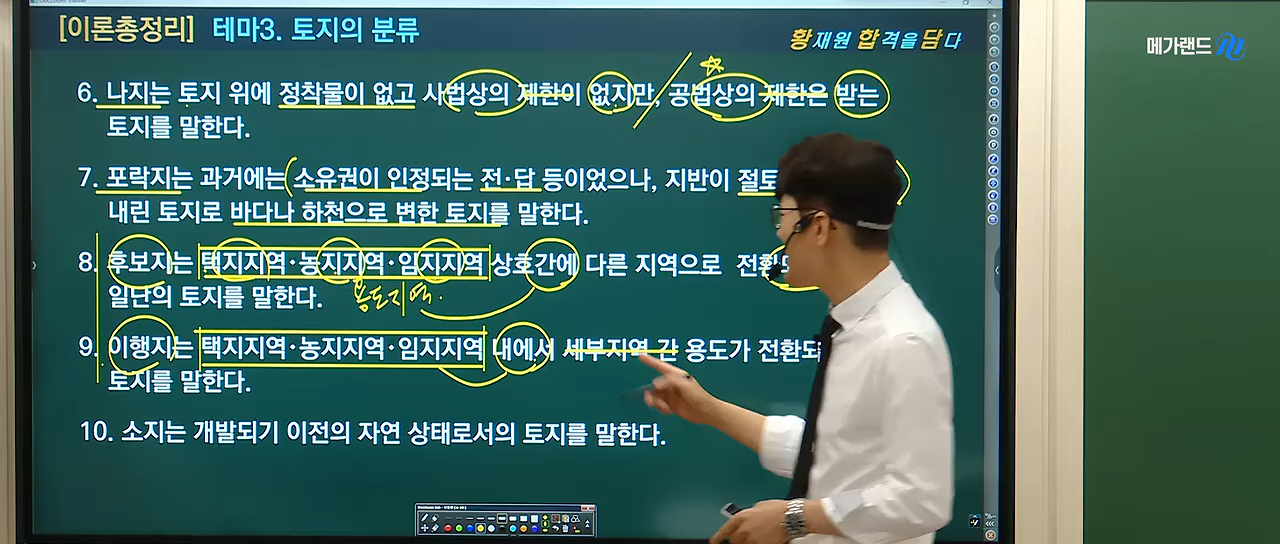 [이론총정리] 테마3. 토지의 분류
황재원 합격을 담다
메가랜드
6. 나지는 토지 위에 정착물이 없고 사법상의 제한이 없지만, 공법상의 제한은 받는
토지를 말한다.
7. 포락지는 과거에는 소유권이 인정되는 전·답 등이었으나, 지반이 절토
내린 토지로 바다나 하천으로 변한 토지를 말한다.
8. 후보지는 택지지역·농지지역·임지지역 상호간에 다른 지역으로 전환
일단의 토지를 말한다.
용도지역.
9. 이행지는 택지지역·농지지역·임지지역 내에서 세부지역 간 용도가 전환되
토지를 말한다.
10. 소지는 개발되기 이전의 자연 상태로서의 토지를 말한다.